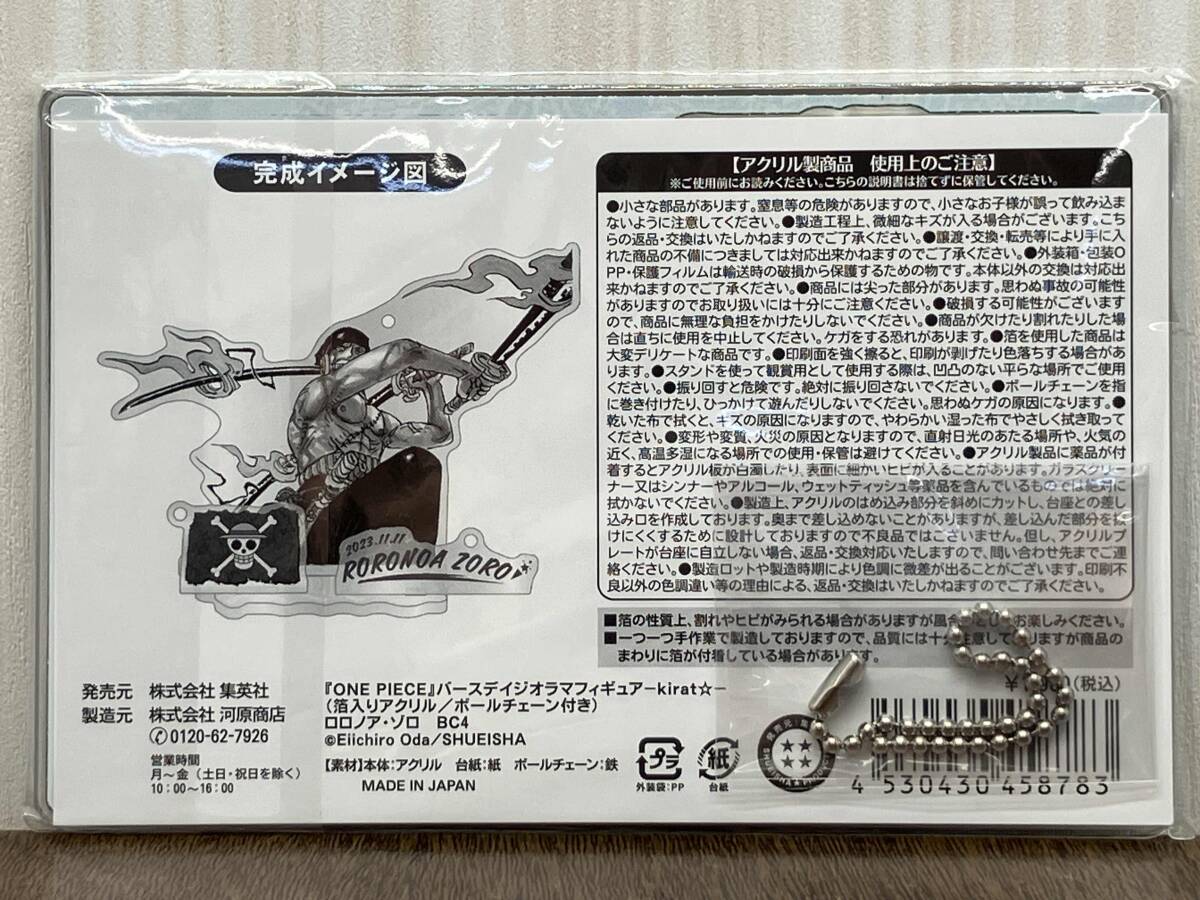 完成イメージ図
2023.11.11
RORONOA ZORO
【アクリル製商品 使用上のご注意】
※ご使用前にお読みください。こちらの説明書は捨てずに保管してください。
●小さな部品があります。窒息等の危険がありますので、小さなお子様が誤って飲み込ま
ないように注意してください。●製造工程上、微細なキズが入る場合がございます。こち
らの返品・交換はいたしかねますのでご了承ください。●譲渡・交換・転売等により手に入
れた商品の不備につきましては対応出来かねますのでご了承ください。●外装箱・包装O
PP・保護フィルムは輸送時の破損から保護するための物です。本体以外の交換は対応出
来かねますのでご了承ください。●商品には尖った部分があります。思わぬ事故の可能性
がありますのでお取り扱いには十分にご注意ください。●破損する可能性がございます
ので、商品に無理な負担をかけたりしないでください。●商品が欠けたり割れたりした場
合は直ちに使用を中止してください。ケガをする恐れがあります。●箔を使用した商品は
大変デリケートな商品です。●印刷面を強く擦ると、印刷が剥げたり色落ちする場合があ
ります。●スタンドを使って観賞用として使用する際は、凹凸のない平らな場所でご使用
ください。●振り回すと危険です。絶対に振り回さないでください。●ボールチェーンを指
に巻き付けたり、ひっかけて遊んだりしないでください。思わぬケガの原因になります。●
乾いた布で拭くと、キズの原因になりますので、やわらかい湿った布でやさしく拭き取って
ください。●変形や変質、火災の原因となりますので、直射日光のあたる場所や、火気の
近く、高温多湿になる場所での使用・保管は避けてください。●アクリル製品に薬品が付
着するとアクリル板が白濁したり、表面に細かいヒビが入ることがあります。ガラスクリー
ナー又はシンナーやアルコール、ウェットティッシュ等薬品を含んでいるものでは絶対に
拭かないでください。●製造上、アクリルのはめ込み部分を斜めにカットし、台座との差し
込み口を作成しております。奥まで差し込めないことがありますが、差し込んだ部分を抜
けにくくするために設計しておりますので不良品ではございません。但し、アクリルプ
レートが台座に自立しない場合、返品・交換対応いたしますので、問い合わせ先までご連
絡ください。●製造ロットや製造時期により色調に微差が出ることがございます。印刷不
良以外の色調違い等の理由による、返品・交換はいたしかねますのでご了承ください。
■箔の性質上、割れやヒビがみられる場合がありますが風合 お楽しみください。
■一つ一つ手作業で製造しておりますので、品質には十分注意しておりますが商品の
まわりに箔が付着している場合があります。
発売元 株式会社 集英社
製造元 株式会社 河原商店
0120-62-7926
営業時間
月～金(土日・祝日を除く)
10:00～16:00
『ONE PIECE』バースデイジオラマフィギュアーkirat☆ー
(箔入りアクリル／ボールチェーン付き)
ロロノア・ゾロ BC4
©Eiichiro Oda/SHUEISHA
【素材】本体:アクリル 台紙:紙 ボールチェーン:鉄
MADE IN JAPAN
プラ
外装袋:PP
紙
台紙
(税込)
4 530430 458783